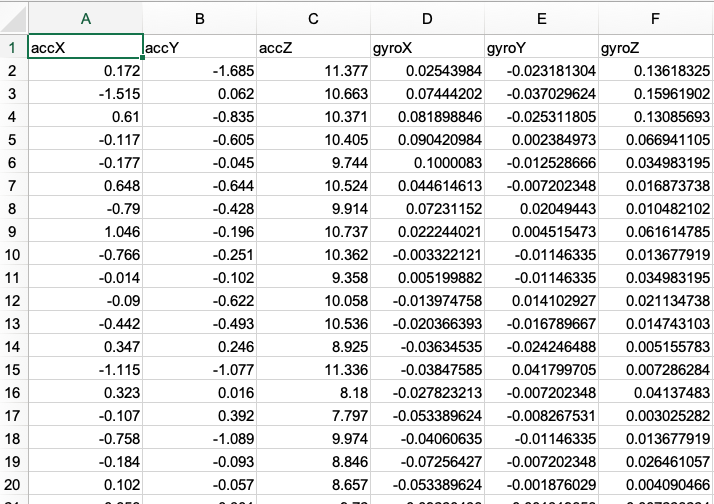 A B C D E F
1 accX accY accZ gyroX gyroY gyroZ
2 0.172 -1.685 11.377 0.02543984 -0.023181304 0.13618325
3 -1.515 0.062 10.663 0.07444202 -0.037029624 0.15961902
4 0.61 -0.835 10.371 0.081898846 -0.025311805 0.13085693
5 -0.117 -0.605 10.405 0.090420984 0.002384973 0.066941105
6 -0.177 -0.045 9.744 0.1000083 -0.012528666 0.034983195
7 0.648 -0.644 10.524 0.044614613 -0.007202348 0.016873738
8 -0.79 -0.428 9.914 0.07231152 0.02049443 0.010482102
9 1.046 -0.196 10.737 0.022244021 0.004515473 0.061614785
10 -0.766 -0.251 10.362 -0.003322121 -0.01146335 0.013677919
11 -0.014 -0.102 9.358 0.005199882 -0.01146335 0.034983195
12 -0.09 -0.622 10.058 -0.013974758 0.014102927 0.021134738
13 -0.442 -0.493 10.536 -0.020366393 -0.016789667 0.014743103
14 0.347 0.246 8.925 -0.03634535 -0.024246488 0.005155783
15 -1.115 -1.077 11.336 -0.03847585 0.041799705 0.007286284
16 0.323 0.016 8.18 -0.027823213 -0.007202348 0.04137483
17 -0.107 0.392 7.797 -0.053389624 -0.008267531 0.003025282
18 -0.758 -1.089 9.974 -0.04060635 -0.01146335 0.013677919
19 -0.184 -0.093 8.846 -0.07256427 -0.007202348 0.026461057
20 0.102 -0.057 8.657 -0.053389624 -0.001876029 0.004090466